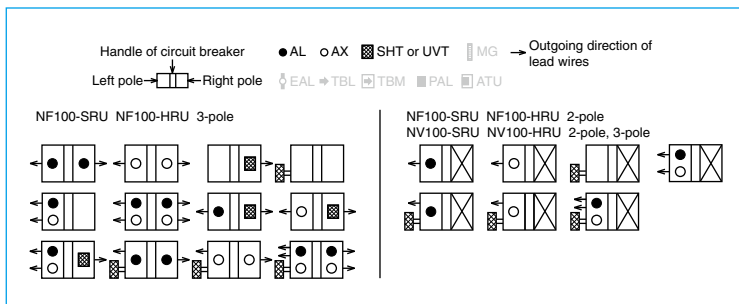 Handle of circuit breaker
Left pole
Right pole
AL AX SHT or UVT MG Outgoing direction of
lead wires
EAL TBL TBM PAL ATU
NF100-SRU NF100-HRU 3-pole
NF100-SRU NF100-HRU 2-pole
NV100-SRU NV100-HRU 2-pole, 3-pole